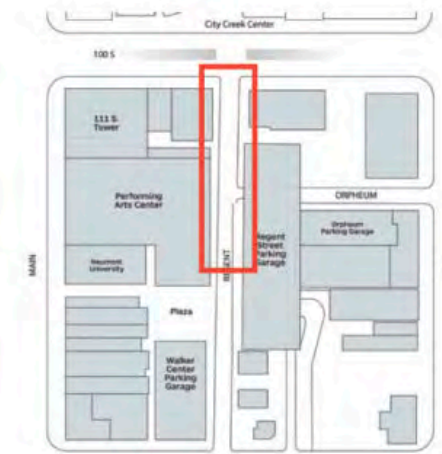 City Creek Center
100 S
111 S.
Tower
Performing
Arts Center
ORPHEUM
Orpheum
Parking Garage
Regent
Street
Parking
Garage
MAIN
Neumont
University
REGENT
Plaza
Walker
Center
Parking
Garage